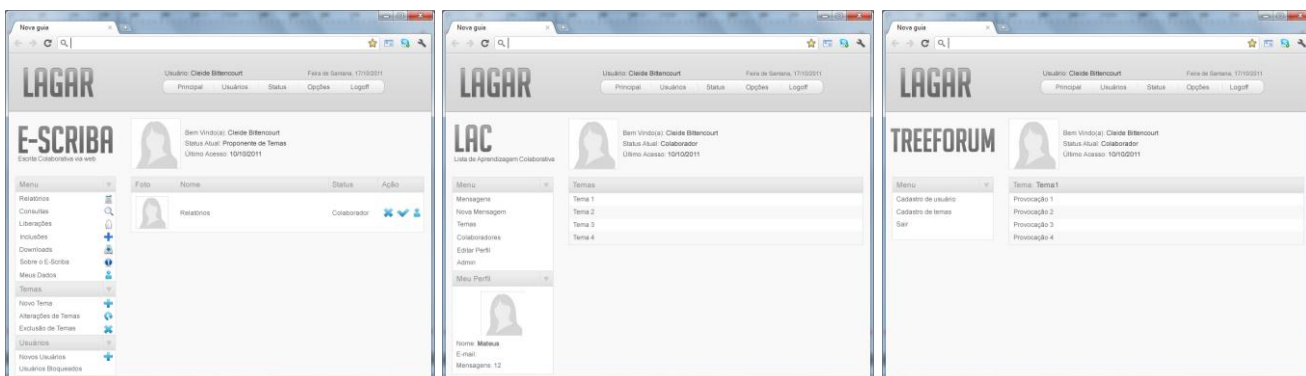 Nova guia
LAGAR
Usuário: Cleide Bittencourt
Feira de Santana, 17/10/2011
Principal Usuários Status Opções Logoff
E-SCRIBA
Escrita Colaborativa via web
Bem Vindo(a): Cleide Bittencourt
Status Atual: Proponente de Temas
Último Acesso: 10/10/2011
Menu
Relatórios
Consultas
Liberações
Inclusões
Downloads
Sobre o E-Scriba
Meus Dados
Temas
Novo Tema
Alterações de Temas
Exclusão de Temas
Usuários
Novos Usuários
Usuários Bloqueados
Foto Nome Status Ação
Relatórios Colaborador
Nova guia
LAGAR
Usuário: Cleide Bittencourt
Feira de Santana, 17/10/2011
Principal Usuários Status Opções Logoff
LAC
Lista de Aprendizagem Colaborativa
Bem Vindo(a): Cleide Bittencourt
Status Atual: Colaborador
Último Acesso: 10/10/2011
Menu
Mensagens
Nova Mensagem
Temas
Colaboradores
Editar Perfil
Admin
Meu Perfil
Nome: Mateus
E-mail:
Mensagens: 12
Temas
Tema 1
Tema 2
Tema 3
Tema 4
Nova guia
LAGAR
Usuário: Cleide Bittencourt
Feira de Santana, 17/10/2011
Principal Usuários Status Opções Logoff
TREEFORUM
Bem Vindo(a): Cleide Bittencourt
Status Atual: Colaborador
Último Acesso: 10/10/2011
Menu
Cadastro de usuário
Cadastro de temas
Sair
Tema: Tema1
Provocação 1
Provocação 2
Provocação 3
Provocação 4